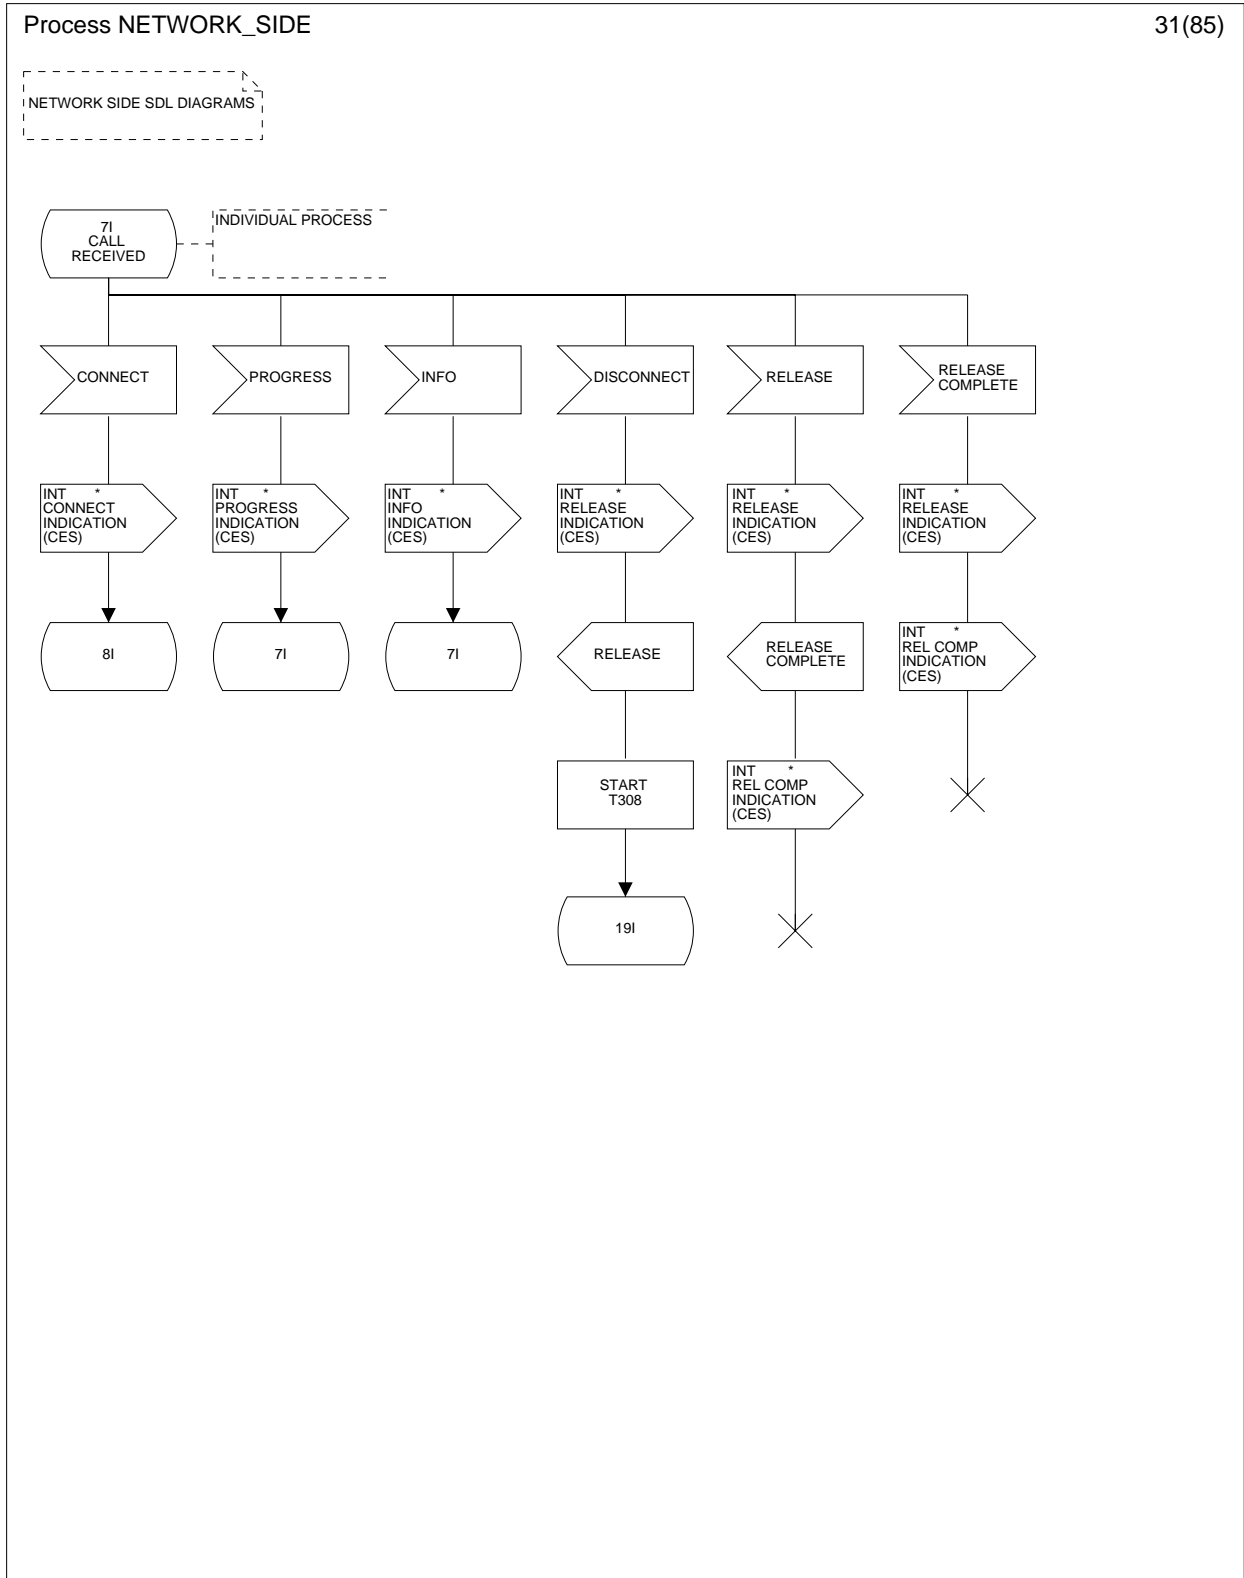 Process NETWORK_SIDE
31(85)
NETWORK SIDE SDL DIAGRAMS
7I
CALL
RECEIVED
INDIVIDUAL PROCESS
CONNECT
PROGRESS
INFO
DISCONNECT
RELEASE
RELEASE
COMPLETE
INT *
CONNECT
INDICATION
(CES)
INT *
PROGRESS
INDICATION
(CES)
INT *
INFO
INDICATION
(CES)
INT *
RELEASE
INDICATION
(CES)
INT *
RELEASE
INDICATION
(CES)
INT *
RELEASE
INDICATION
(CES)
8I
7I
7I
RELEASE
RELEASE
COMPLETE
INT *
REL COMP
INDICATION
(CES)
START
T308
INT *
REL COMP
INDICATION
(CES)
19I